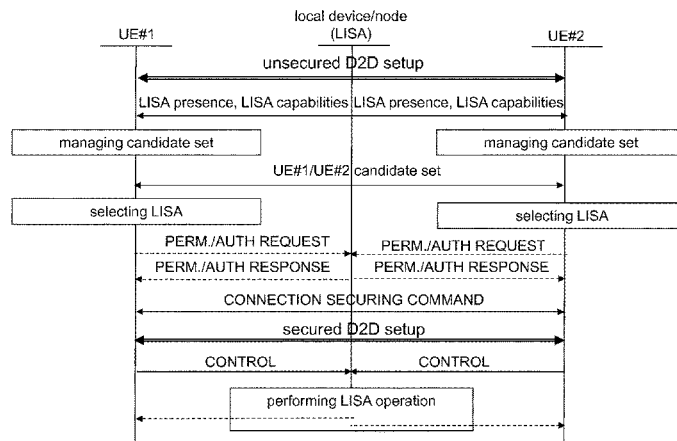 local device/node
UE#1
(LISA)
UE#2
unsecured D2D setup
LISA presence, LISA capabilities
LISA presence, LISA capabilities
managing candidate set
managing candidate set
UE#1/UE#2 candidate set
selecting LISA
selecting LISA
PERM./AUTH REQUEST
PERM./AUTH REQUEST
PERM./AUTH RESPONSE
PERM./AUTH RESPONSE
CONNECTION SECURING COMMAND
secured D2D setup
CONTROL
CONTROL
performing LISA operation